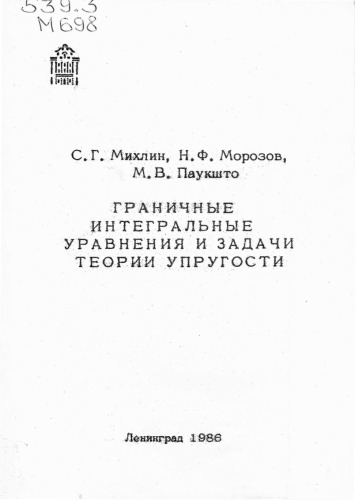 539.3
М698
С.Г. Михлин, Н.Ф. Морозов,
М.В. Паукшто
ГРАНИЧНЫЕ
ИНТЕГРАЛЬНЫЕ
УРАВНЕНИЯ И ЗАДАЧИ
ТЕОРИИ УПРУГОСТИ
Ленинград 1986